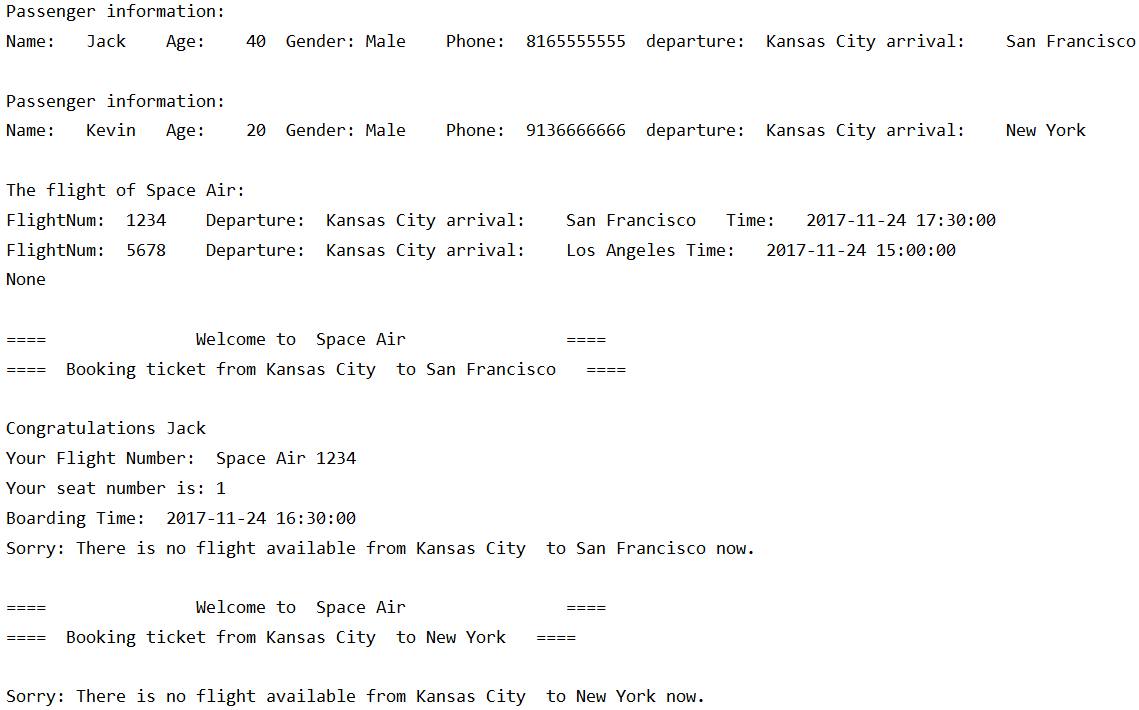 Passenger information:
Name:   Jack    Age:    40  Gender: Male    Phone:  8165555555  departure:  Kansas City arrival:    San Francisco
Passenger information:
Name:   Kevin   Age:    20  Gender: Male    Phone:  9136666666  departure:  Kansas City arrival:    New York
The flight of Space Air:
FlightNum:  1234    Departure:  Kansas City arrival:    San Francisco   Time:   2017-11-24 17:30:00
FlightNum:  5678    Departure:  Kansas City arrival:    Los Angeles Time:   2017-11-24 15:00:00
None
====               Welcome to  Space Air                ====
====  Booking ticket from Kansas City  to San Francisco   ====
Congratulations Jack
Your Flight Number:  Space Air 1234
Your seat number is: 1
Boarding Time:  2017-11-24 16:30:00
Sorry: There is no flight available from Kansas City  to San Francisco now.
====               Welcome to  Space Air                ====
====  Booking ticket from Kansas City  to New York   ====
Sorry: There is no flight available from Kansas City  to New York now.